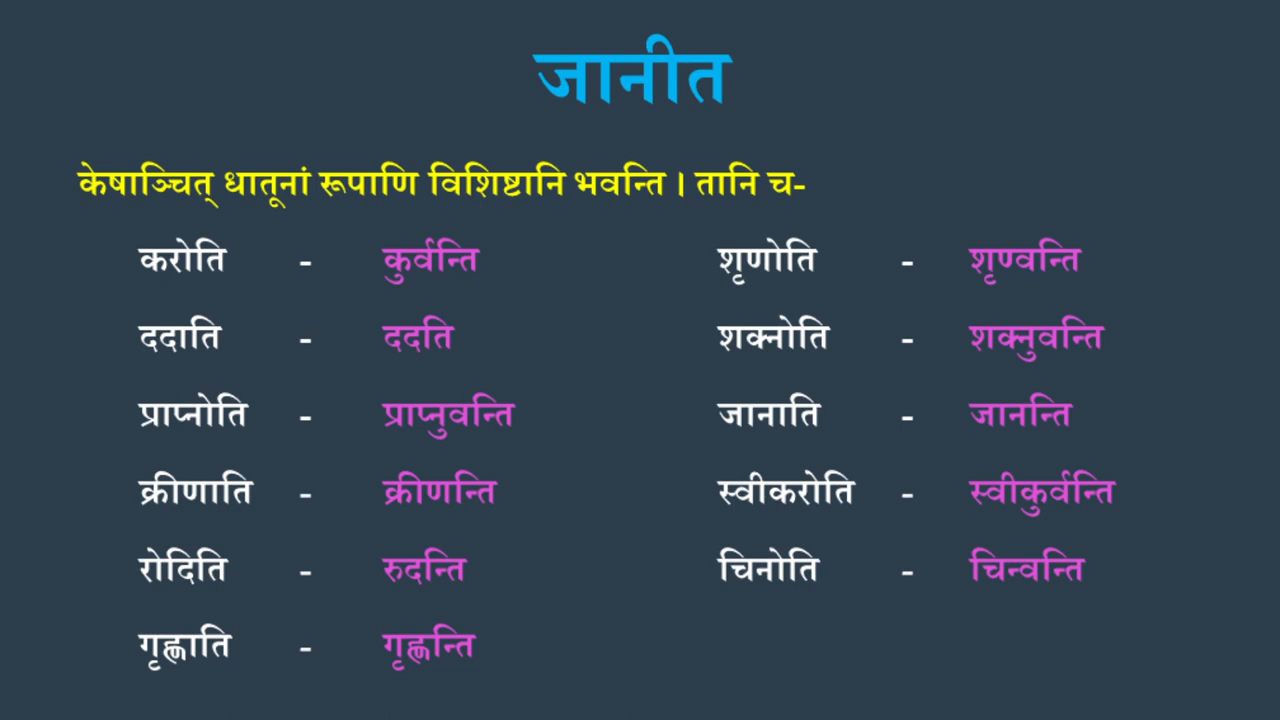 जानीत
केषाञ्चित् धातूनां रूपाणि विशिष्टानि भवन्ति । तानि च-
करोति - कुर्वन्ति शृणोति - शृण्वन्ति
ददाति - ददति शक्नोति - शक्नुवन्ति
प्राप्नोति - प्राप्नुवन्ति जानाति - जानन्ति
क्रीणाति - क्रीणन्ति स्वीकरोति - स्वीकुर्वन्ति
रोदिति - रुदन्ति चिनोति - चिन्वन्ति
गृह्णाति - गृह्णन्ति